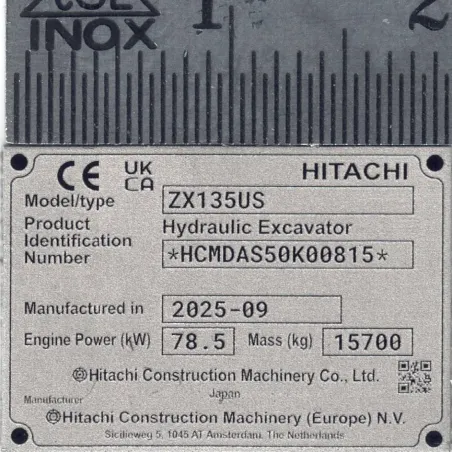 INOX
1 2
CE UK CA HITACHI
Model/type ZX135US
Product Identification Number Hydraulic Excavator
*HCMDAS50K00815*
Manufactured in 2025-09
Engine Power (kW) 78.5 Mass (kg) 15700
@Hitachi Construction Machinery Co., Ltd.
Japan
Manufacturer
@Hitachi Construction Machinery (Europe) N.V.
Siciliëweg 5, 1045 AT Amsterdam, The Netherlands